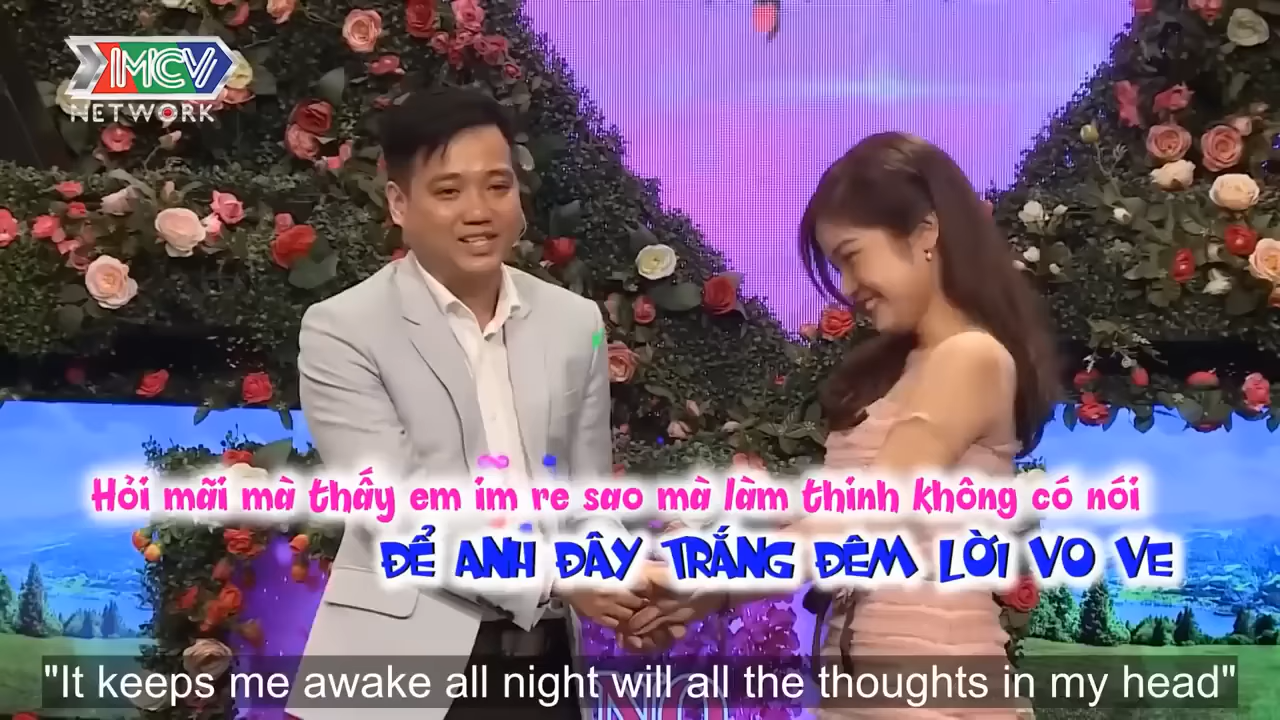 MCV
NETWORK
Hỏi mãi mà thấy em im re sao mà làm thinh không có nói
ĐỂ ANH ĐÂY TRẮNG ĐÊM LỜI VO VE
"It keeps me awake all night will all the thoughts in my head"